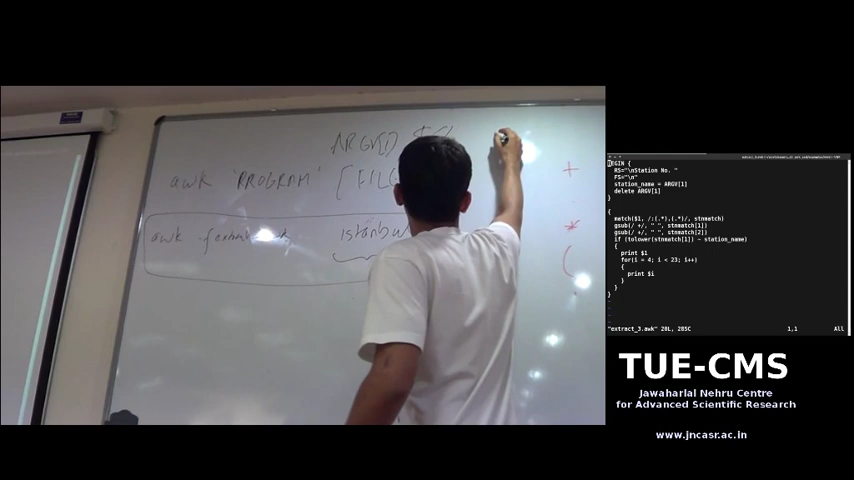 ARGV[]
awk 'PROGRAM' [FILE
awk -f extract istanbul
+
*
(
BEGIN {
RS="\nStation No. "
FS="\n"
station_name = ARGV[1]
delete ARGV[1]
}
{
match($1, /:(.*),(.*)/, stnmatch)
gsub(/ +/, " ", stnmatch[1])
gsub(/ +/, " ", stnmatch[2])
if (tolower(stnmatch[1]) ~ station_name)
{
print $1
for(i = 4; i < 23; i++)
{
print $i
}
}
}
"extract_3.awk" 20L, 285C 1,1 All
TUE-CMS
Jawaharlal Nehru Centre
for Advanced Scientific Research
www.jncasr.ac.in